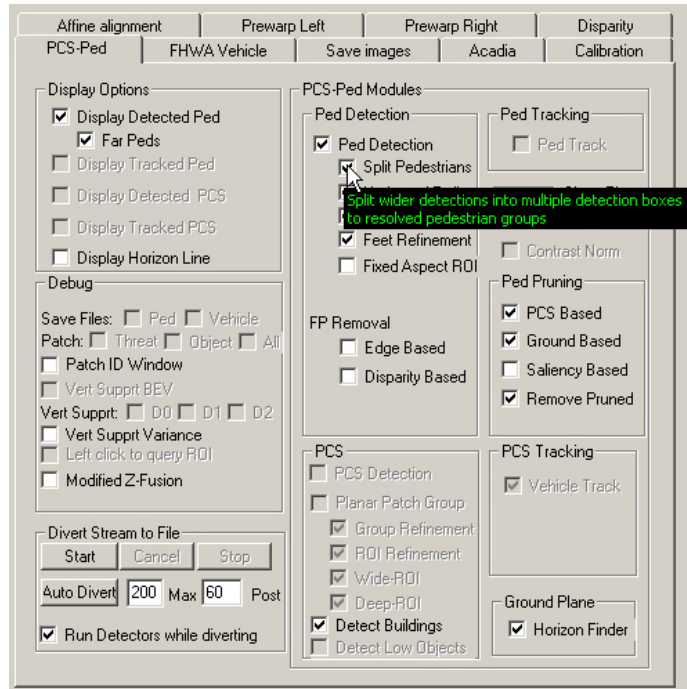 Affine alignment
Prewarp Left
Prewarp Right
Disparity
PCS-Ped
FHWA Vehicle
Save images
Acadia
Calibration
Display Options
Display Detected Ped
Far Peds
Display Tracked Ped
Display Detected PCS
Display Tracked PCS
Display Horizon Line
Debug
Save Files: Ped Vehicle
Patch: Threat Object All
Patch ID Window
Vert Supprt BEV
Vert Supprt: D0 D1 D2
Vert Supprt Variance
Left click to query ROI
Modified Z-Fusion
Divert Stream to File
Start Cancel Stop
Auto Divert 200 Max 60 Post
Run Detectors while diverting
PCS-Ped Modules
Ped Detection
Ped Detection
Split Pedestrians
Split wider detections into multiple detection boxes
to resolved pedestrian groups
Feet Refinement
Fixed Aspect ROI
FP Removal
Edge Based
Disparity Based
PCS
PCS Detection
Planar Patch Group
Group Refinement
ROI Refinement
Wide-ROI
Deep-ROI
Detect Buildings
Detect Low Objects
Ped Tracking
Ped Track
Contrast Norm
Ped Pruning
PCS Based
Ground Based
Saliency Based
Remove Pruned
PCS Tracking
Vehicle Track
Ground Plane
Horizon Finder